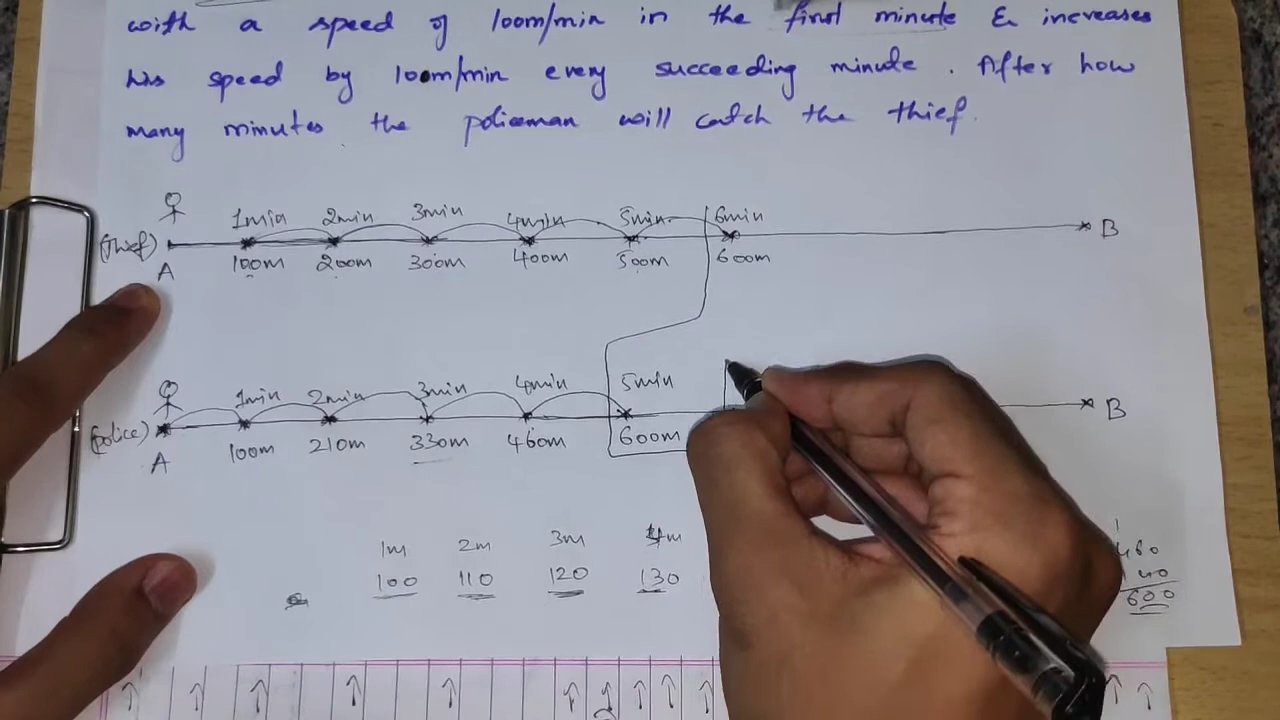 with a speed of 100m/min in the first minute & increases
his speed by 100m/min every succeeding minute. After how
many minutes the policeman will catch the thief.
1min 2min 3min 4min 5min 6min
(Thief) B
A 100m 200m 300m 400m 500m 600m
1min 2min 3min 4min 5min
(police) B
A 100m 210m 330m 460m 600m
1m 2m 3m 4m
100 110 120 130
1
460
140
600